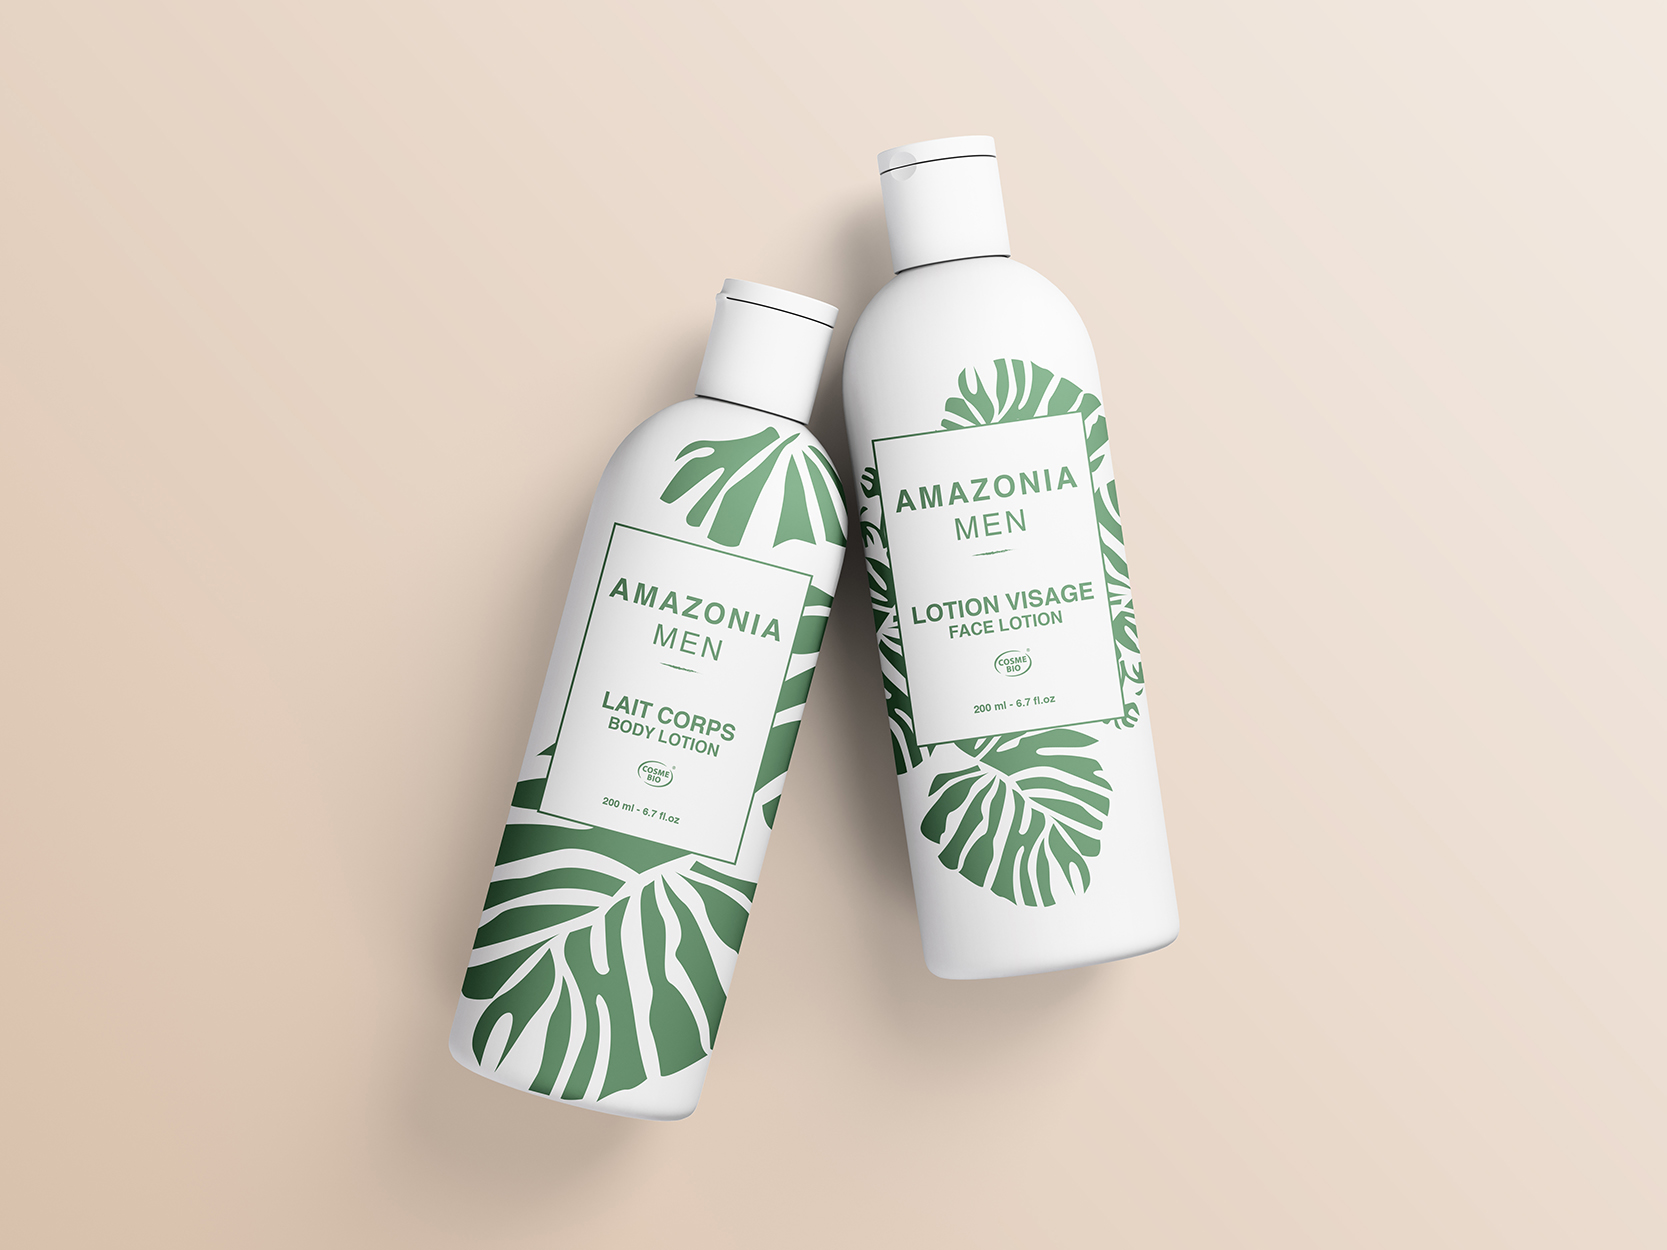 AMAZONIA
MEN
LAIT CORPS
BODY LOTION
COSME
BIO
®
200 ml - 6.7 fl.oz
AMAZONIA
MEN
LOTION VISAGE
FACE LOTION
COSME
BIO
®
200 ml - 6.7 fl.oz